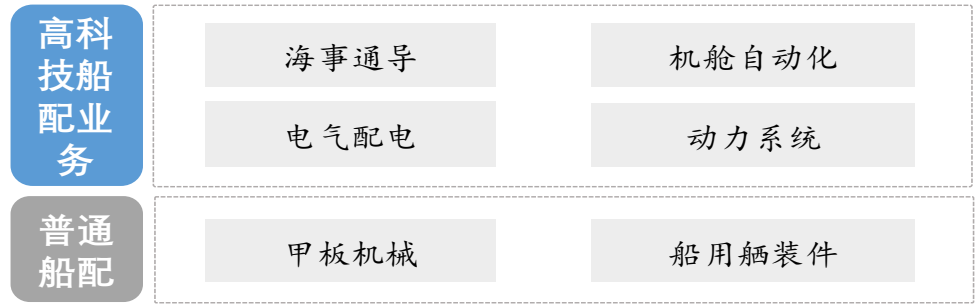 高科
技船
配业
务
海事通导
机舱自动化
电气配电
动力系统
普通
船配
甲板机械
船用舾装件